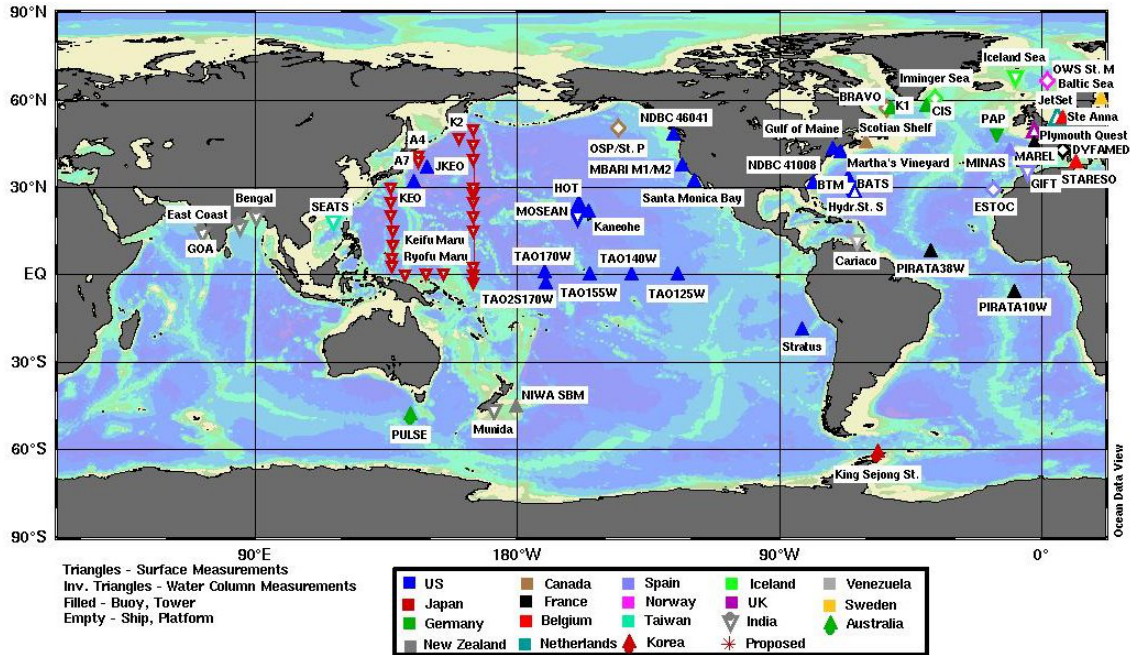 90°N
60°N
30°N
EQ
30°S
60°S
90°S
90°E
180°W
90°W
0°
Iceland Sea
OWS St. M
Irminger Sea
Baltic Sea
BRAVO
K1
CIS
JetSet
Ste Anna
K2
NDBC 46041
Gulf of Maine
Scotian Shelf
PAP
Plymouth Quest
A4
OSP/St. P
DYFAMED
A7
JKEO
MBARI M1/M2
NDBC 41008
Martha's Vineyard
MINAS
MAREL
STARESO
KEO
HOT
Santa Monica Bay
BTM
BATS
GIFT
Bengal
ESTOC
East Coast
SEATS
MOSEAN
Hydr.St. S
GOA
Keifu Maru
Ryofu Maru
Kaneohe
Cariaco
TAO170W
TAO140W
PIRATA38W
TAO2S170W
TAO155W
TAO125W
PIRATA10W
Stratus
NIWA SBM
Munida
PULSE
King Sejong St.
Ocean Data View
Triangles - Surface Measurements
Inv. Triangles - Water Column Measurements
Filled - Buoy, Tower
Empty - Ship, Platform
US
Canada
Spain
Iceland
Venezuela
Japan
France
Norway
UK
Sweden
Germany
Belgium
Taiwan
India
Australia
New Zealand
Netherlands
Korea
Proposed